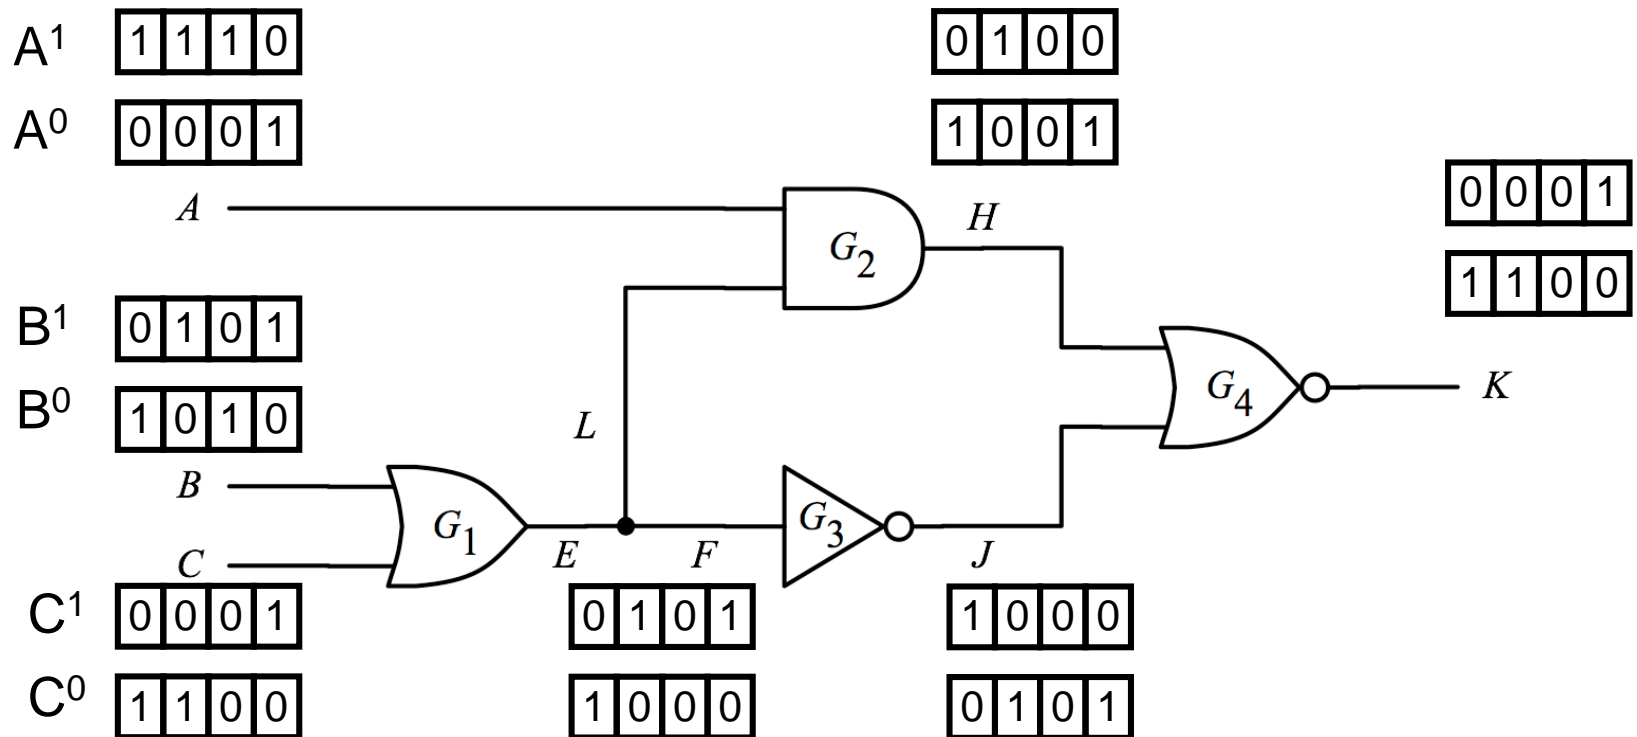 A¹ 1 1 1 0
0 1 0 0
A⁰ 0 0 0 1
1 0 0 1
0 0 0 1
A
H
G₂
1 1 0 0
B¹ 0 1 0 1
B⁰ 1 0 1 0
G₄
K
L
B
G₁
G₃
C
E
F
J
C¹ 0 0 0 1
0 1 0 1
1 0 0 0
C⁰ 1 1 0 0
1 0 0 0
0 1 0 1